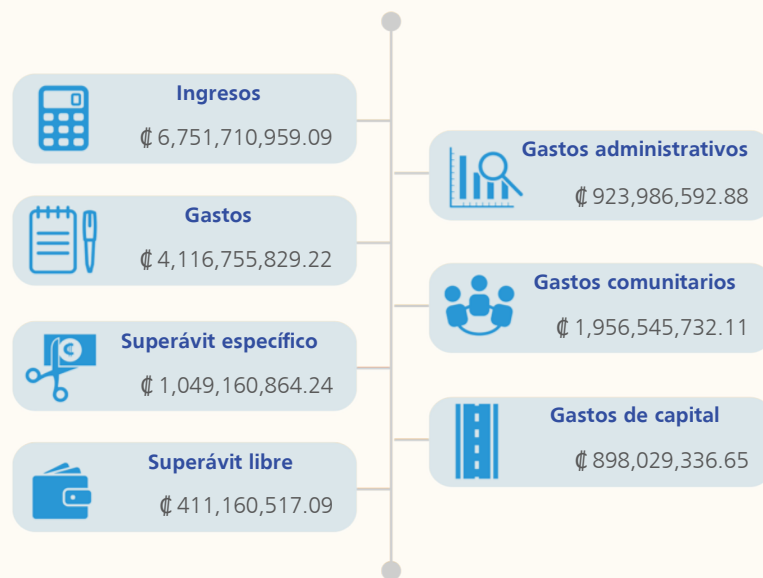 Ingresos
₡ 6,751,710,959.09
Gastos
₡ 4,116,755,829.22
Superávit específico
₡ 1,049,160,864.24
Superávit libre
₡ 411,160,517.09
Gastos administrativos
₡ 923,986,592.88
Gastos comunitarios
₡ 1,956,545,732.11
Gastos de capital
₡ 898,029,336.65